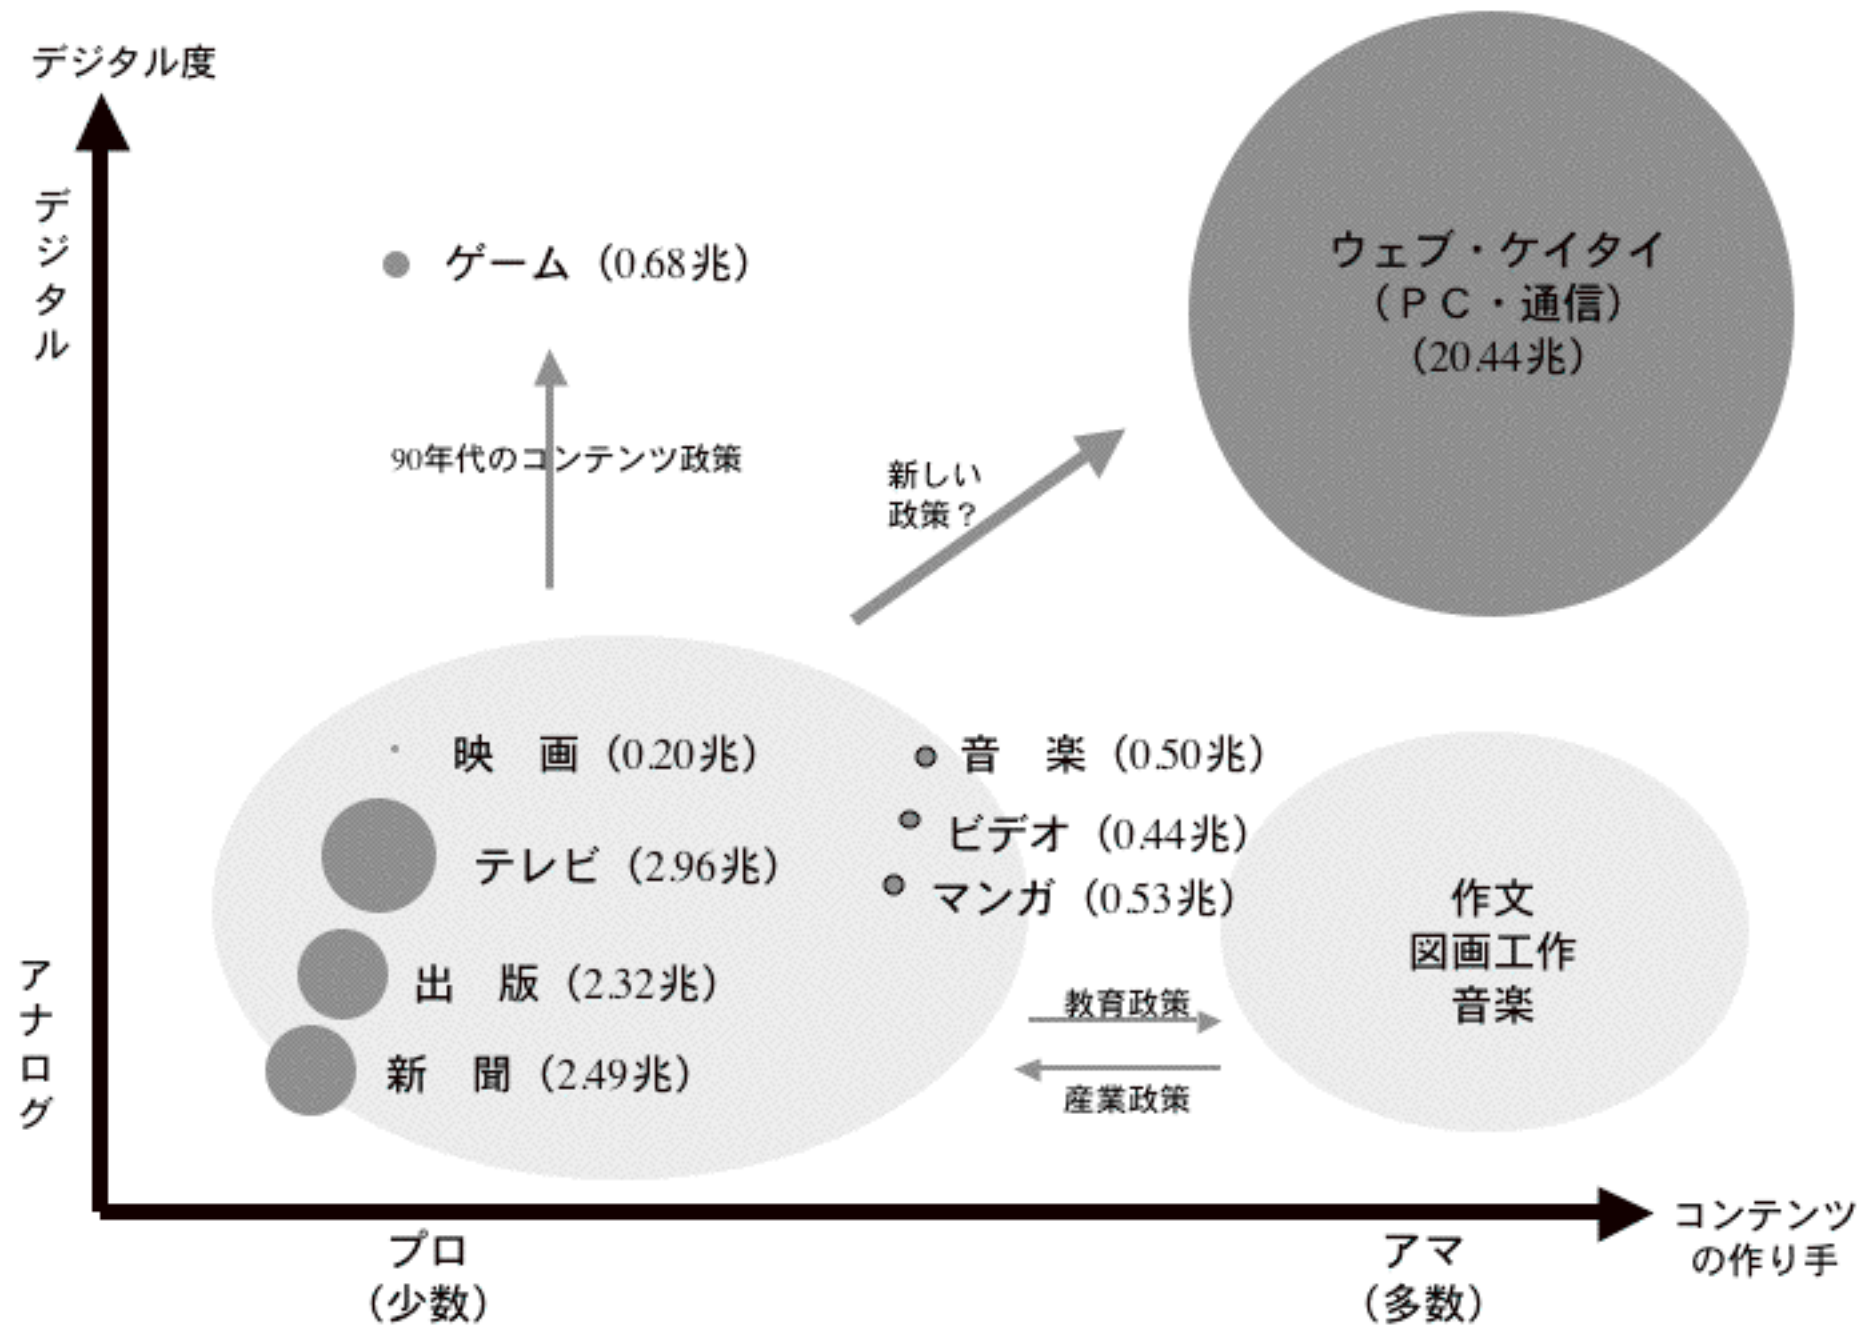 デジタル度
デジタル
ゲーム（0.68兆）
ウェブ・ケイタイ
（ＰＣ・通信）
（20.44兆）
90年代のコンテンツ政策
新しい
政策？
映　画（0.20兆）
音　楽（0.50兆）
ビデオ（0.44兆）
テレビ（2.96兆）
マンガ（0.53兆）
作文
図画工作
音楽
アナログ
出　版（2.32兆）
教育政策
新　聞（2.49兆）
産業政策
プロ
（少数）
アマ
（多数）
コンテンツ
の作り手